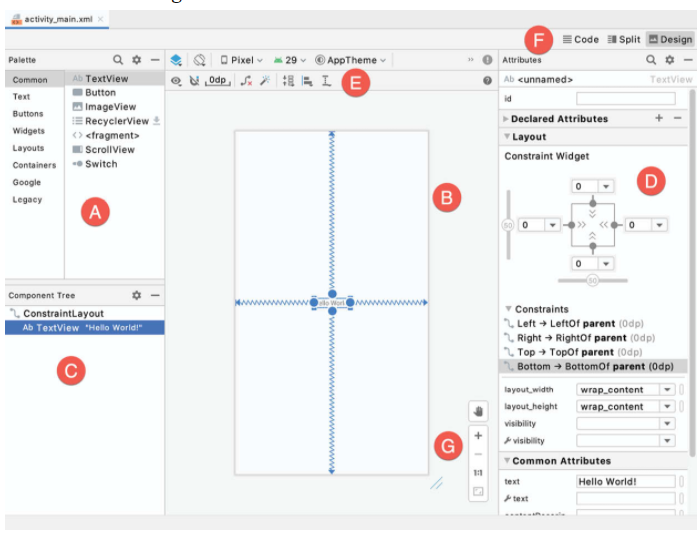 activity_main.xml ×
F Code Split Design
Palette
Common
Text
Buttons
Widgets
Layouts
Containers
Google
Legacy
Ab TextView
Button
ImageView
RecyclerView
<> <fragment>
ScrollView
Switch
A
Component Tree
ConstraintLayout
Ab TextView "Hello World!"
C
Pixel 29 AppTheme »
0dp
E
B
G
+
−
1:1
Attributes
Ab <unnamed> TextView
id
Declared Attributes + −
Layout
Constraint Widget
D
0
50 0 0
0
50
Constraints
Left → LeftOf parent (0dp)
Right → RightOf parent (0dp)
Top → TopOf parent (0dp)
Bottom → BottomOf parent (0dp)
layout_width wrap_content
layout_height wrap_content
visibility
visibility
Common Attributes
text Hello World!
text